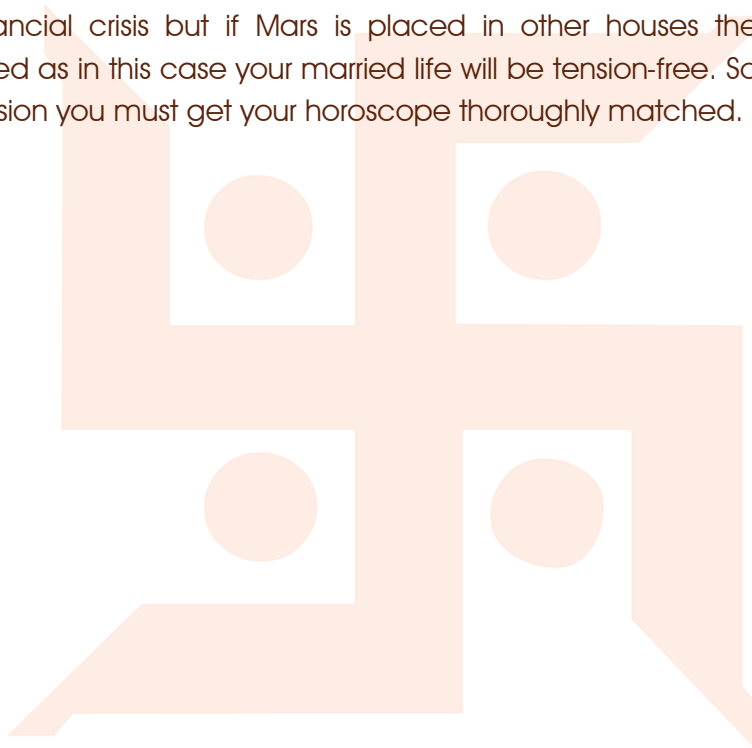 ancial crisis but if Mars is placed in other houses the
ed as in this case your married life will be tension-free. So
sion you must get your horoscope thoroughly matched.